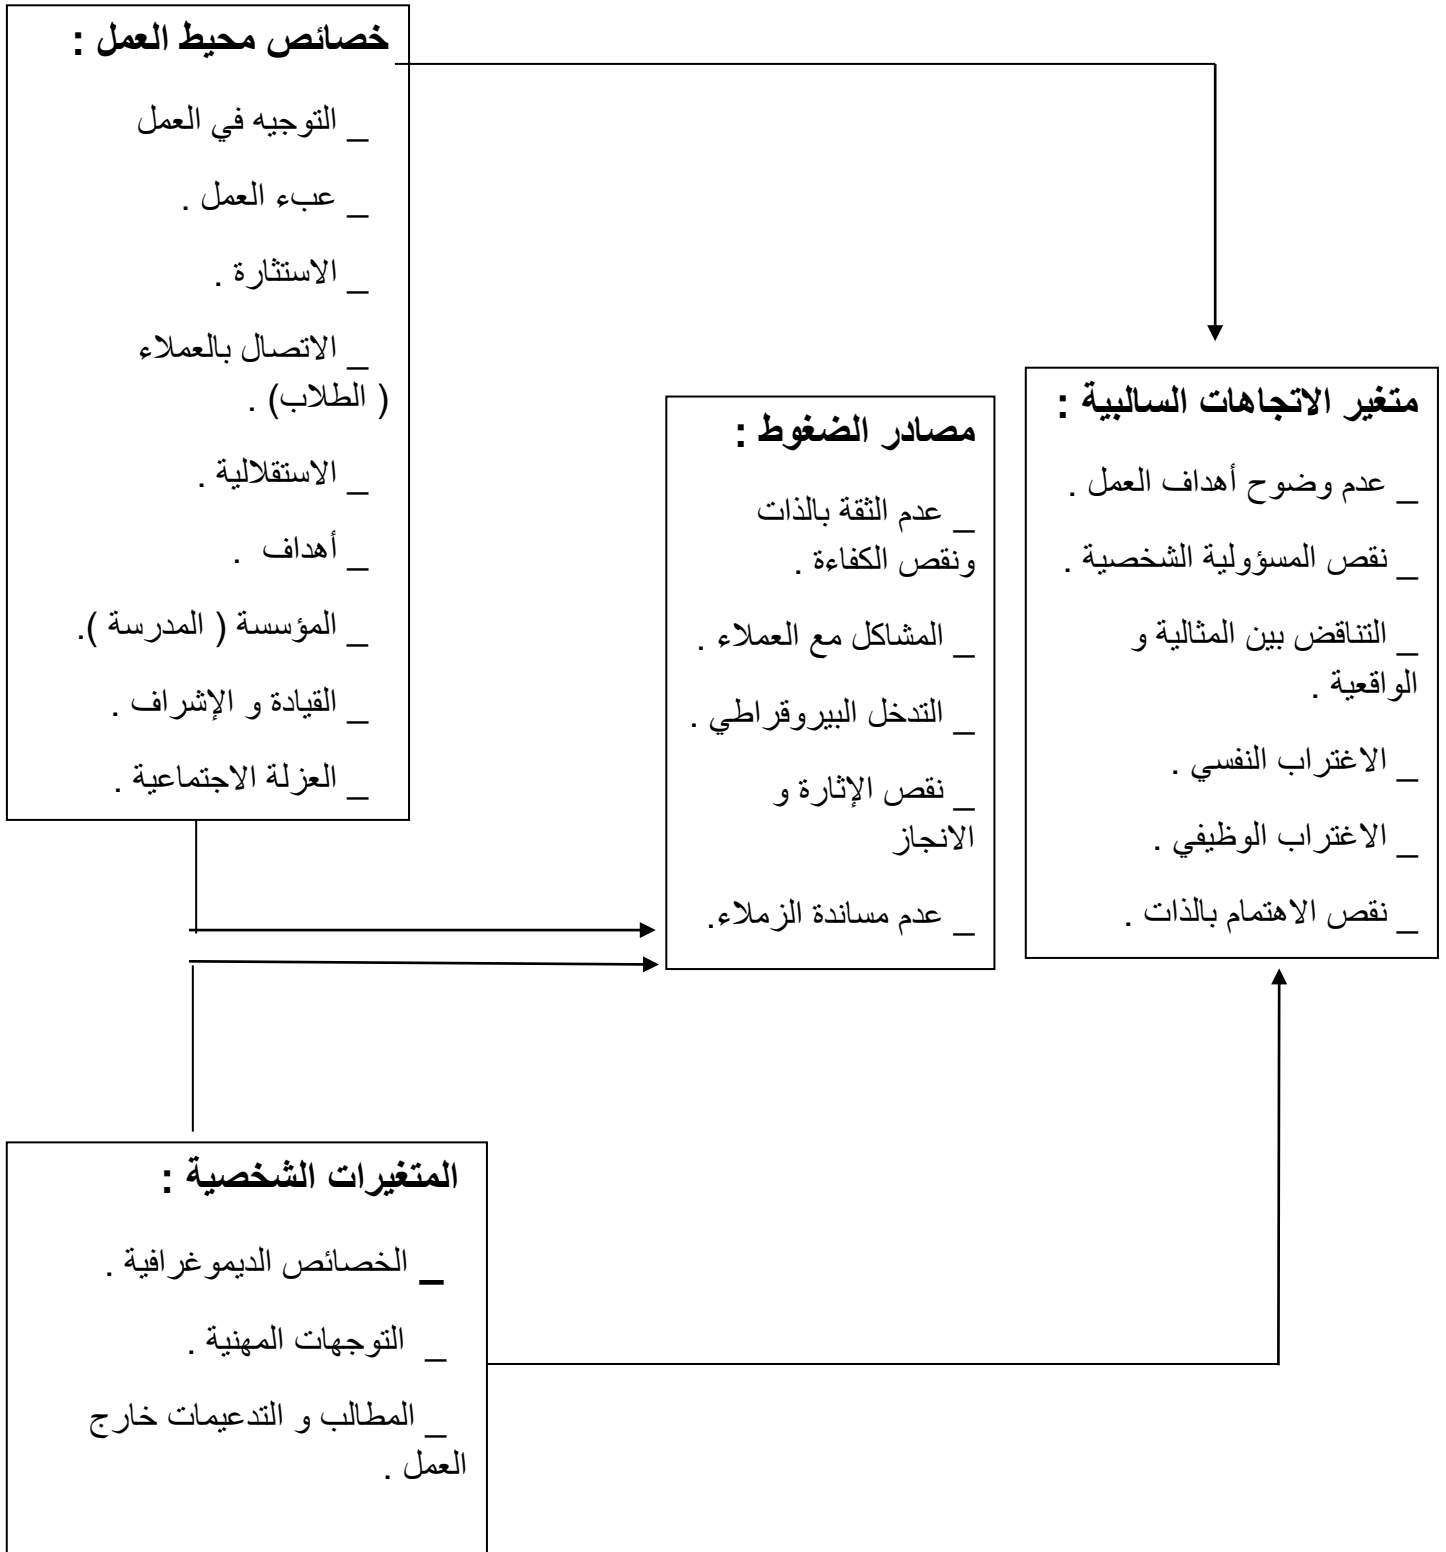 خصائص محيط العمل :
_ التوجيه في العمل
_ عبء العمل .
_ الاستثارة .
_ الاتصال بالعملاء
( الطلاب) .
_ الاستقلالية .
_ أهداف .
_ المؤسسة ( المدرسة ).
_ القيادة و الإشراف .
_ العزلة الاجتماعية .
مصادر الضغوط :
_ عدم الثقة بالذات
ونقص الكفاءة .
_ المشاكل مع العملاء .
_ التدخل البيروقراطي .
_ نقص الإثارة و
الانجاز
_ عدم مساندة الزملاء.
متغير الاتجاهات السالبية :
_ عدم وضوح أهداف العمل .
_ نقص المسؤولية الشخصية .
_ التناقض بين المثالية و
الواقعية .
_ الاغتراب النفسي .
_ الاغتراب الوظيفي .
_ نقص الاهتمام بالذات .
المتغيرات الشخصية :
_ الخصائص الديموغرافية .
_ التوجهات المهنية .
_ المطالب و التدعيمات خارج
العمل .